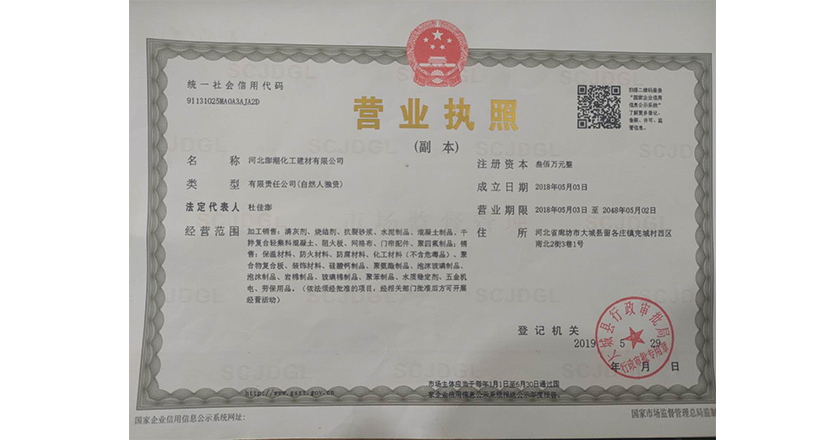 统一社会信用代码
91131025MA0A3AJA2D
营业执照
(副 本)
扫描二维码登录
“国家企业信用
信息公示系统”
了解更多登记、
备案、许可、监
管信息。
名 称 河北澎潮化工建材有限公司
类 型 有限责任公司(自然人独资)
法定代表人 杜佳澎
经营范围 加工销售:满灰剂、烧结剂、抗裂砂浆、水泥制品、混凝土制品、干
拌复合轻集料混凝土、阻火板、网格布、门帘配件、聚四氟制品;销
售:保温材料、防火材料、防腐材料、化工材料(不含危毒品)、聚
合物复合板、装饰材料、硅酸钙制品、聚氨酯制品、泡沫玻璃制品、
泡沫制品、岩棉制品、玻璃棉制品、聚苯制品、水质稳定剂、五金机
电、劳保用品。(依法须经批准的项目,经相关部门批准后方可开展
经营活动)
注册资本 叁佰万元整
成立日期 2018年05月03日
营业期限 2018年05月03日 至 2048年05月02日
住 所 河北省廊坊市大城县留各庄镇完城村西区
南北2街3巷1号
登记机关
大城县行政审批局
行政审批专用章
2019 5 29
年 月 日
http://www.gsxt.gov.cn
市场主体应当于每年1月1日至6月30日通过国
家企业信用信息公示系统报送公示年度报告。
国家企业信用信息公示系统网址:
国家市场监督管理总局监制